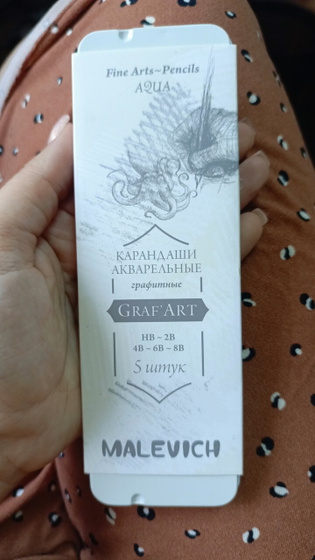 Fine Arts~Pencils
AQUA
КАРАНДАШИ
АКВАРЕЛЬНЫЕ
графитные
GRAF'ART
HB ~ 2B
4B ~ 6B ~ 8B
5 штук
MALEVICH